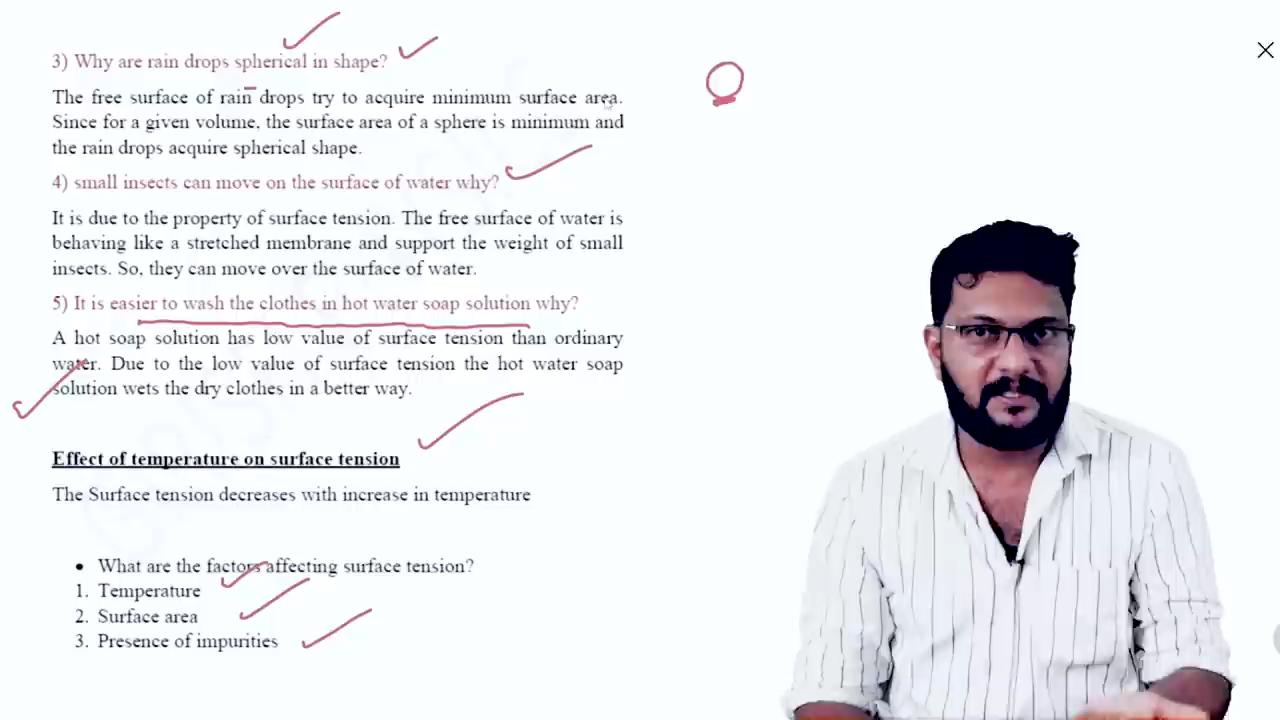 3) Why are rain drops spherical in shape?
The free surface of rain drops try to acquire minimum surface area.
Since for a given volume, the surface area of a sphere is minimum and
the rain drops acquire spherical shape.
4) small insects can move on the surface of water why?
It is due to the property of surface tension. The free surface of water is
behaving like a stretched membrane and support the weight of small
insects. So, they can move over the surface of water.
5) It is easier to wash the clothes in hot water soap solution why?
A hot soap solution has low value of surface tension than ordinary
water. Due to the low value of surface tension the hot water soap
solution wets the dry clothes in a better way.
Effect of temperature on surface tension
The Surface tension decreases with increase in temperature
• What are the factors affecting surface tension?
1. Temperature
2. Surface area
3. Presence of impurities